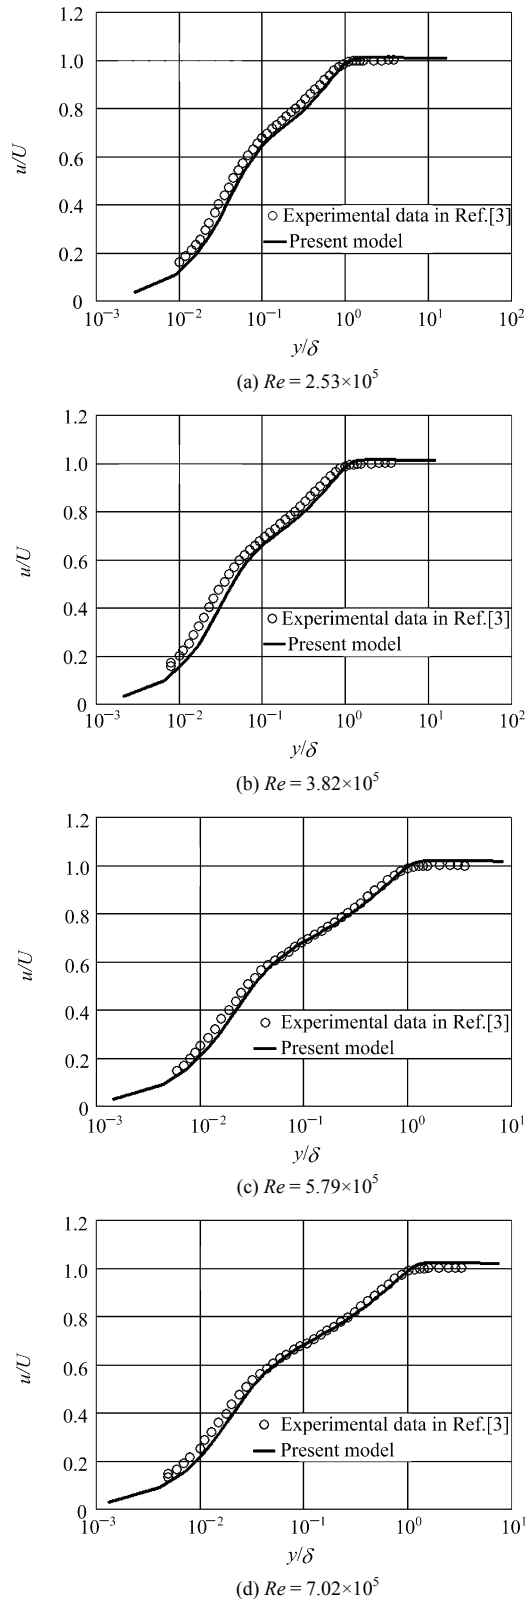 1.2
1.0
0.8
0.6
0.4
0.2
0
u/U
Experimental data in Ref.[3]
Present model
10⁻³ 10⁻² 10⁻¹ 10⁰ 10¹ 10²
y/δ
(a) Re = 2.53×10⁵
1.2
1.0
0.8
0.6
0.4
0.2
0
u/U
Experimental data in Ref.[3]
Present model
10⁻³ 10⁻² 10⁻¹ 10⁰ 10¹ 10²
y/δ
(b) Re = 3.82×10⁵
1.2
1.0
0.8
0.6
0.4
0.2
0
u/U
Experimental data in Ref.[3]
Present model
10⁻³ 10⁻² 10⁻¹ 10⁰ 10¹
y/δ
(c) Re = 5.79×10⁵
1.2
1.0
0.8
0.6
0.4
0.2
0
u/U
Experimental data in Ref.[3]
Present model
10⁻³ 10⁻² 10⁻¹ 10⁰ 10¹
y/δ
(d) Re = 7.02×10⁵